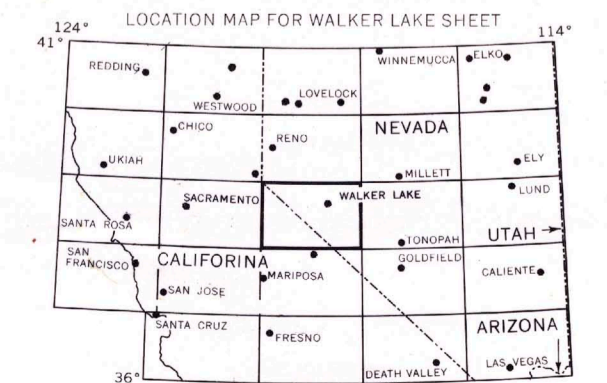 LOCATION MAP FOR WALKER LAKE SHEET
124°
114°
41°
REDDING
WINNEMUCCA
ELKO
WESTWOOD
LOVELOCK
CHICO
RENO
NEVADA
UKIAH
MILLETT
ELY
SACRAMENTO
WALKER LAKE
LUND
SANTA ROSA
TONOPAH
UTAH
SAN
FRANCISCO
CALIFORINA
GOLDFIELD
MARIPOSA
CALIENTE
SAN JOSE
SANTA CRUZ
FRESNO
ARIZONA
DEATH VALLEY
LAS VEGAS
36°